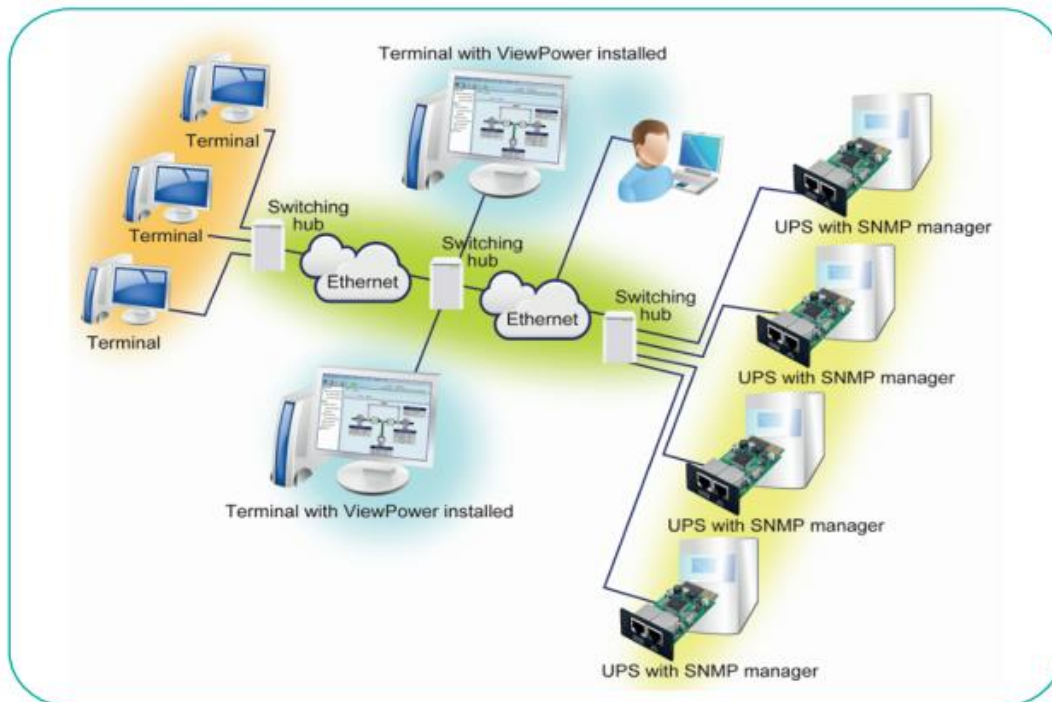 Terminal with ViewPower installed
Terminal
Terminal
Terminal
Switching
hub
Ethernet
Switching
hub
Ethernet
Switching
hub
Terminal with ViewPower installed
UPS with SNMP manager
UPS with SNMP manager
UPS with SNMP manager
UPS with SNMP manager